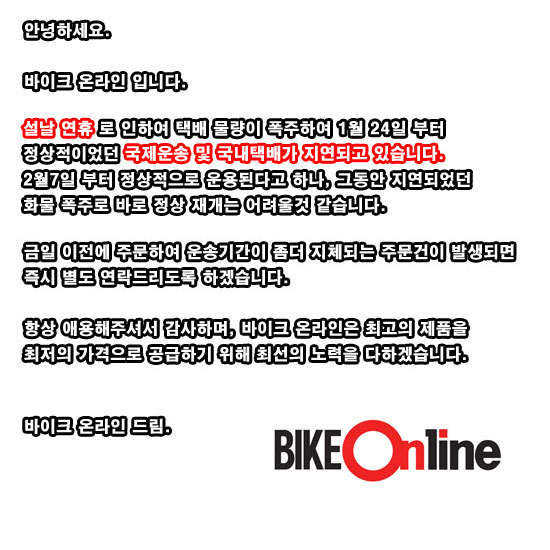 안녕하세요.
바이크 온라인 입니다.
설날 연휴 로 인하여 택배 물량이 폭주하여 1월 24일 부터
정상적이었던 국제운송 및 국내택배가 지연되고 있습니다.
2월7일 부터 정상적으로 운용된다고 하나, 그동안 지연되었던
화물 폭주로 바로 정상 재개는 어려울것 같습니다.
금일 이전에 주문하여 운송기간이 좀더 지체되는 주문건이 발생되면
즉시 별도 연락드리도록 하겠습니다.
항상 애용해주셔서 감사하며, 바이크 온라인은 최고의 제품을
최저의 가격으로 공급하기 위해 최선의 노력을 다하겠습니다.
바이크 온라인 드림.
BIKEOn1ine